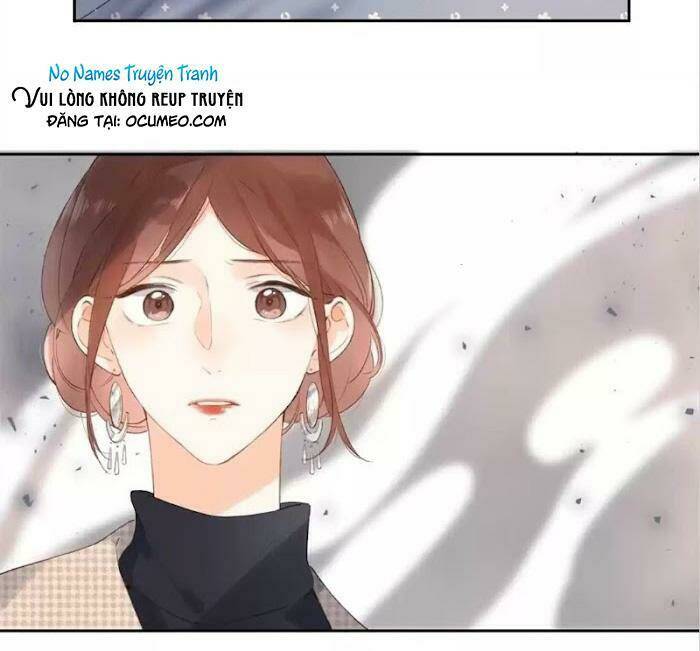 No Names Truyện Tranh
VUI LÒNG KHÔNG REUP TRUYỆN
ĐĂNG TẠI: OCUMEO.COM